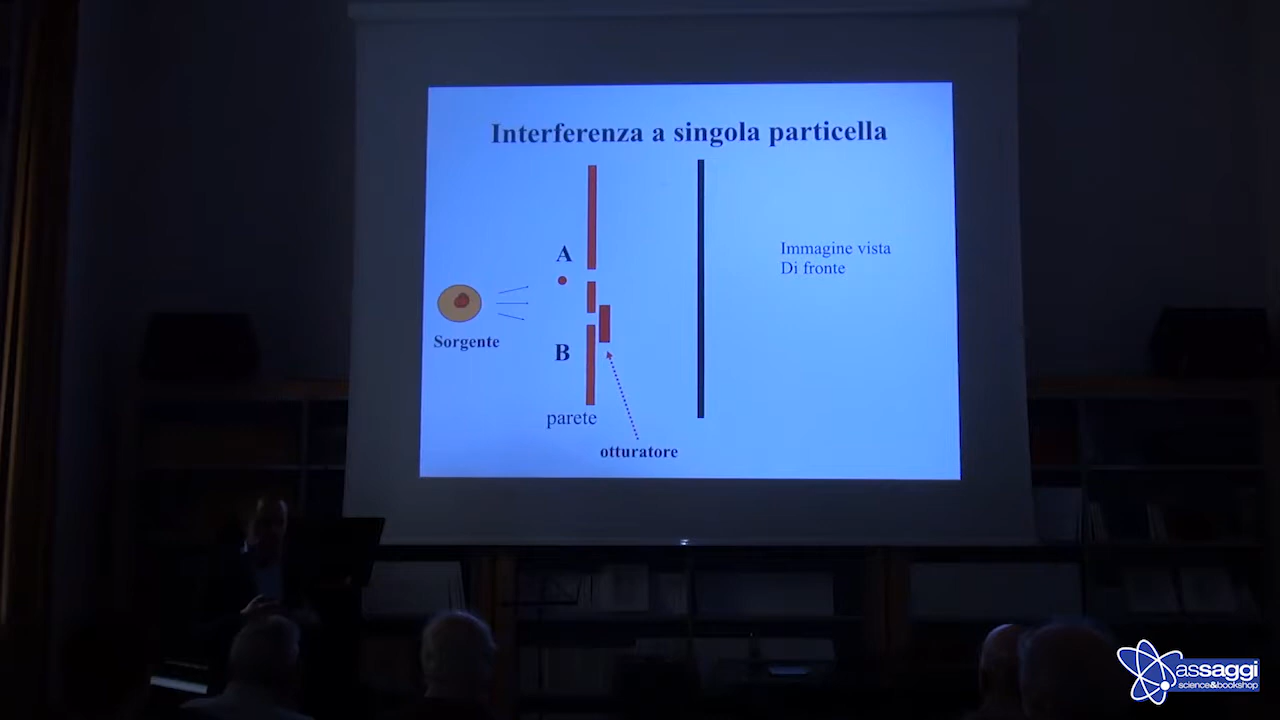 Interferenza a singola particella
A
Immagine vista
Di fronte
Sorgente
B
parete
otturatore
assaggi
science&bookshop